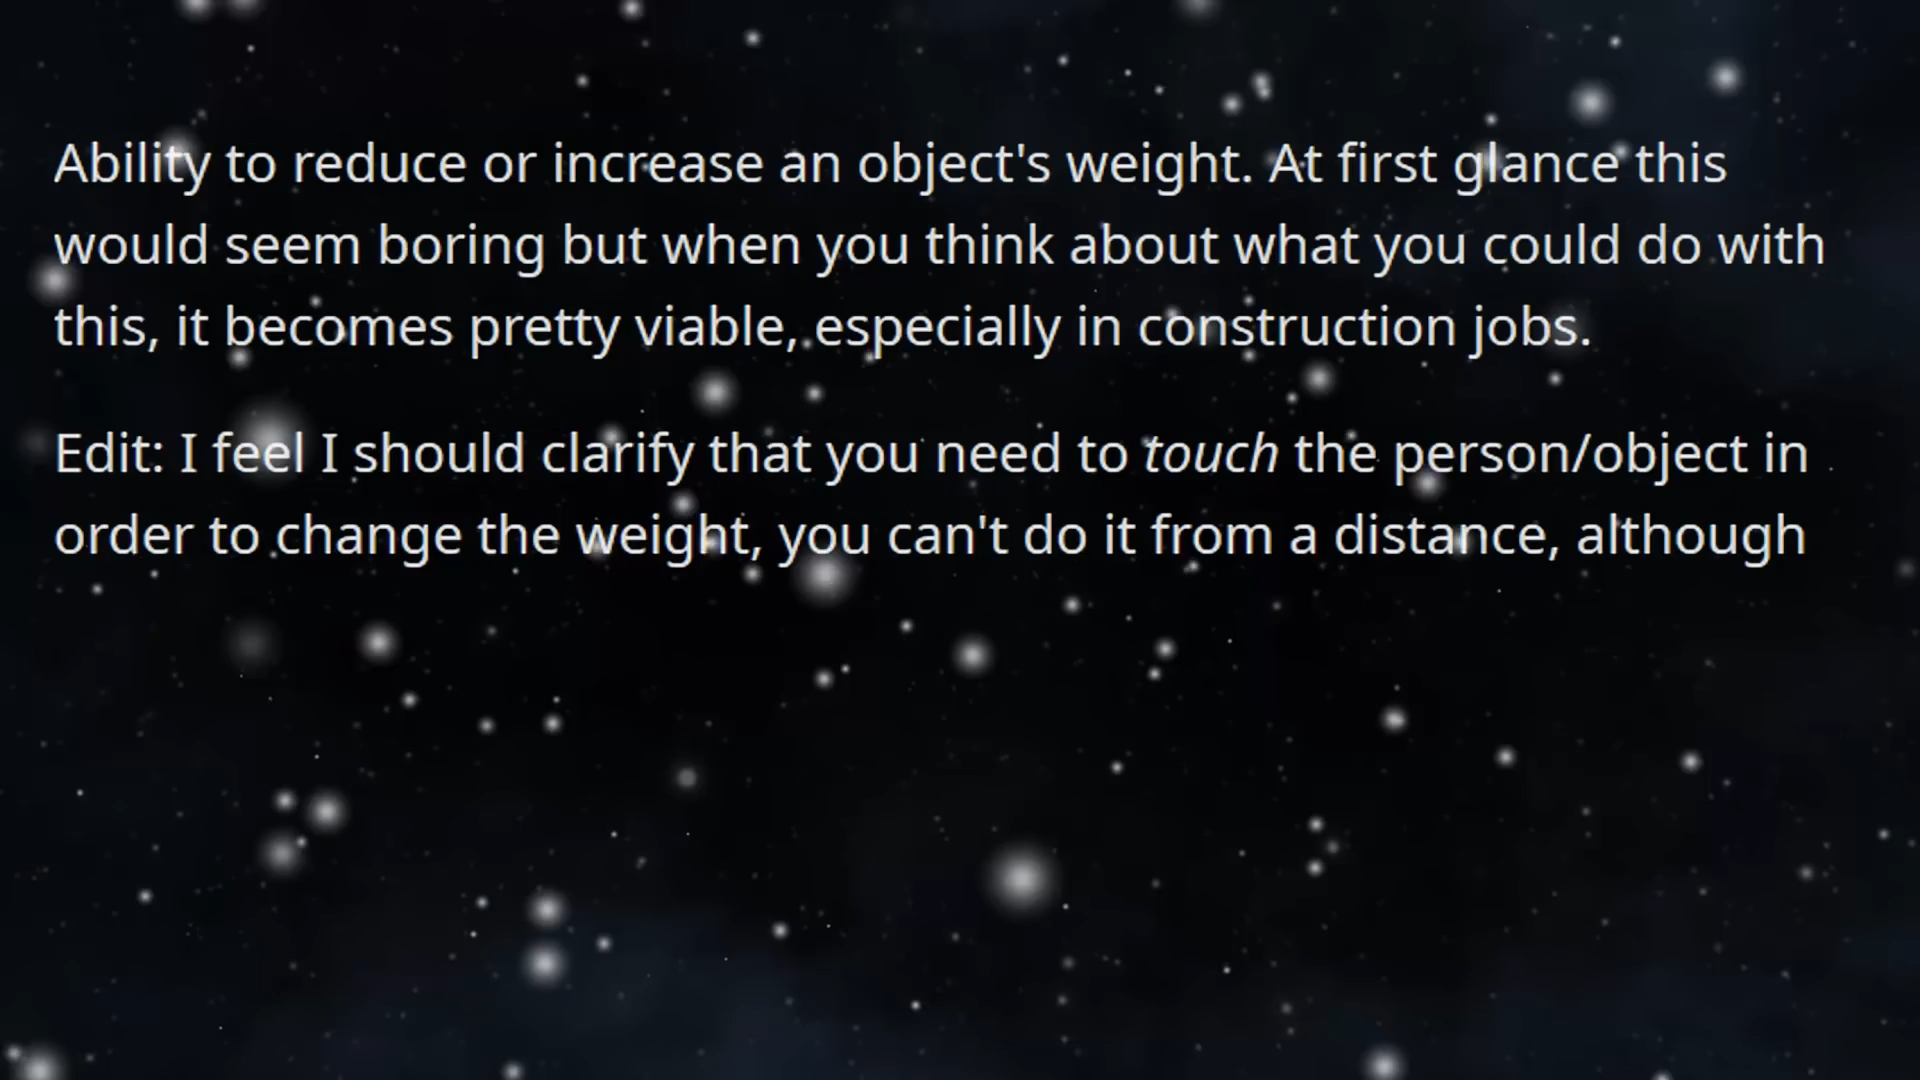 Ability to reduce or increase an object's weight. At first glance this
would seem boring but when you think about what you could do with
this, it becomes pretty viable, especially in construction jobs.
Edit: I feel I should clarify that you need to touch the person/object in
order to change the weight, you can't do it from a distance, although